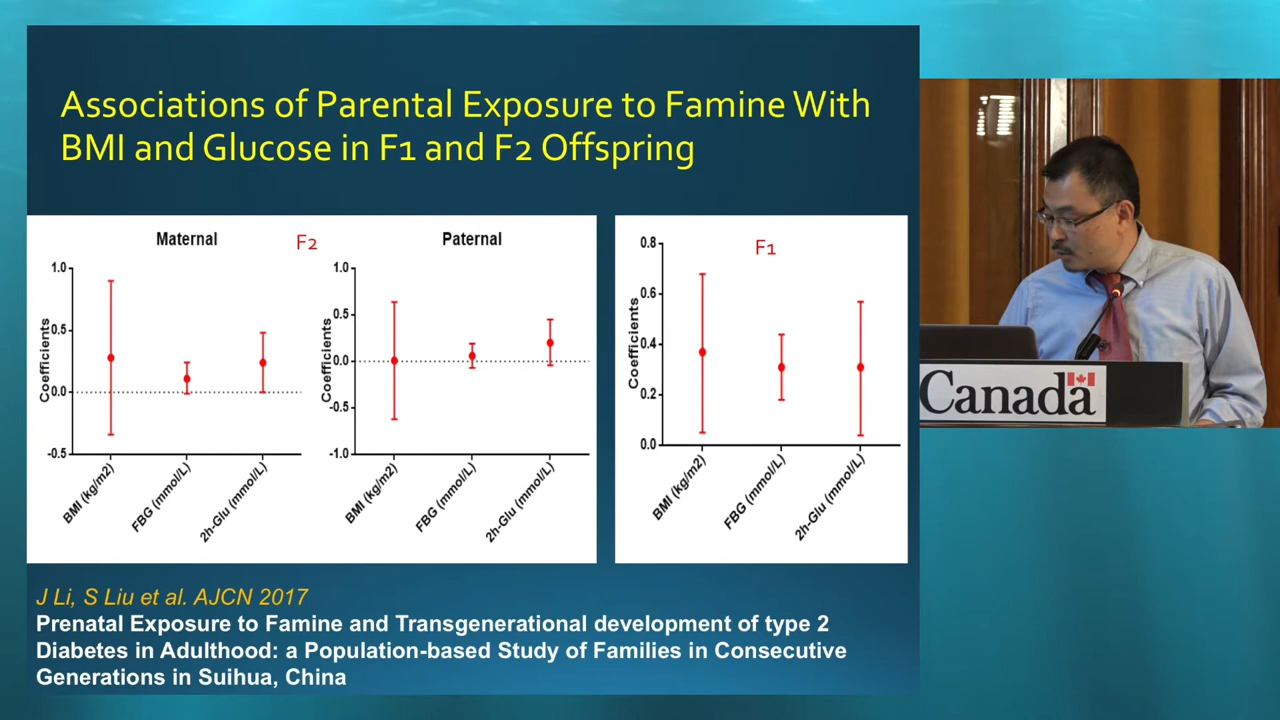 Associations of Parental Exposure to Famine With
BMI and Glucose in F1 and F2 Offspring
Maternal
F2
Paternal
1.0
0.5
0.0
-0.5
Coefficients
BMI (kg/m2)
FBG (mmol/L)
2h-Glu (mmol/L)
1.0
0.5
0.0
-0.5
-1.0
Coefficients
BMI (kg/m2)
FBG (mmol/L)
2h-Glu (mmol/L)
F1
0.8
0.6
0.4
0.2
0.0
Coefficients
BMI (kg/m2)
FBG (mmol/L)
2h-Glu (mmol/L)
J Li, S Liu et al. AJCN 2017
Prenatal Exposure to Famine and Transgenerational development of type 2
Diabetes in Adulthood: a Population-based Study of Families in Consecutive
Generations in Suihua, China
Canada